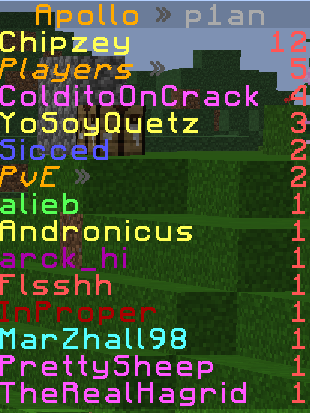 Apollo » p1an
Chipzey 12
Players » 5
ColditoOnCrack 4
YoSoyQuetz 3
Sicced 2
PvE » 2
alieb 1
Andronicus 1
arck_hi 1
Flsshh 1
InProper 1
MarZhall98 1
PrettySheep 1
TheRealHagrid 1